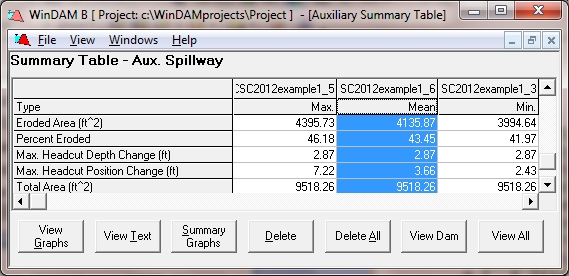 WinDAM B [ Project: c:\WinDAMprojects\Project ] - [Auxiliary Summary Table]
File View Windows Help
Summary Table - Aux. Spillway
CSC2012example1_5 SC2012example1_6 SC2012example1_3
Type Max. Mean Min.
Eroded Area (ft^2) 4395.73 4135.87 3994.64
Percent Eroded 46.18 43.45 41.97
Max. Headcut Depth Change (ft) 2.87 2.87 2.87
Max. Headcut Position Change (ft) 7.22 3.66 2.43
Total Area (ft^2) 9518.26 9518.26 9518.26
View Graphs View Text Summary Graphs Delete Delete All View Dam View All